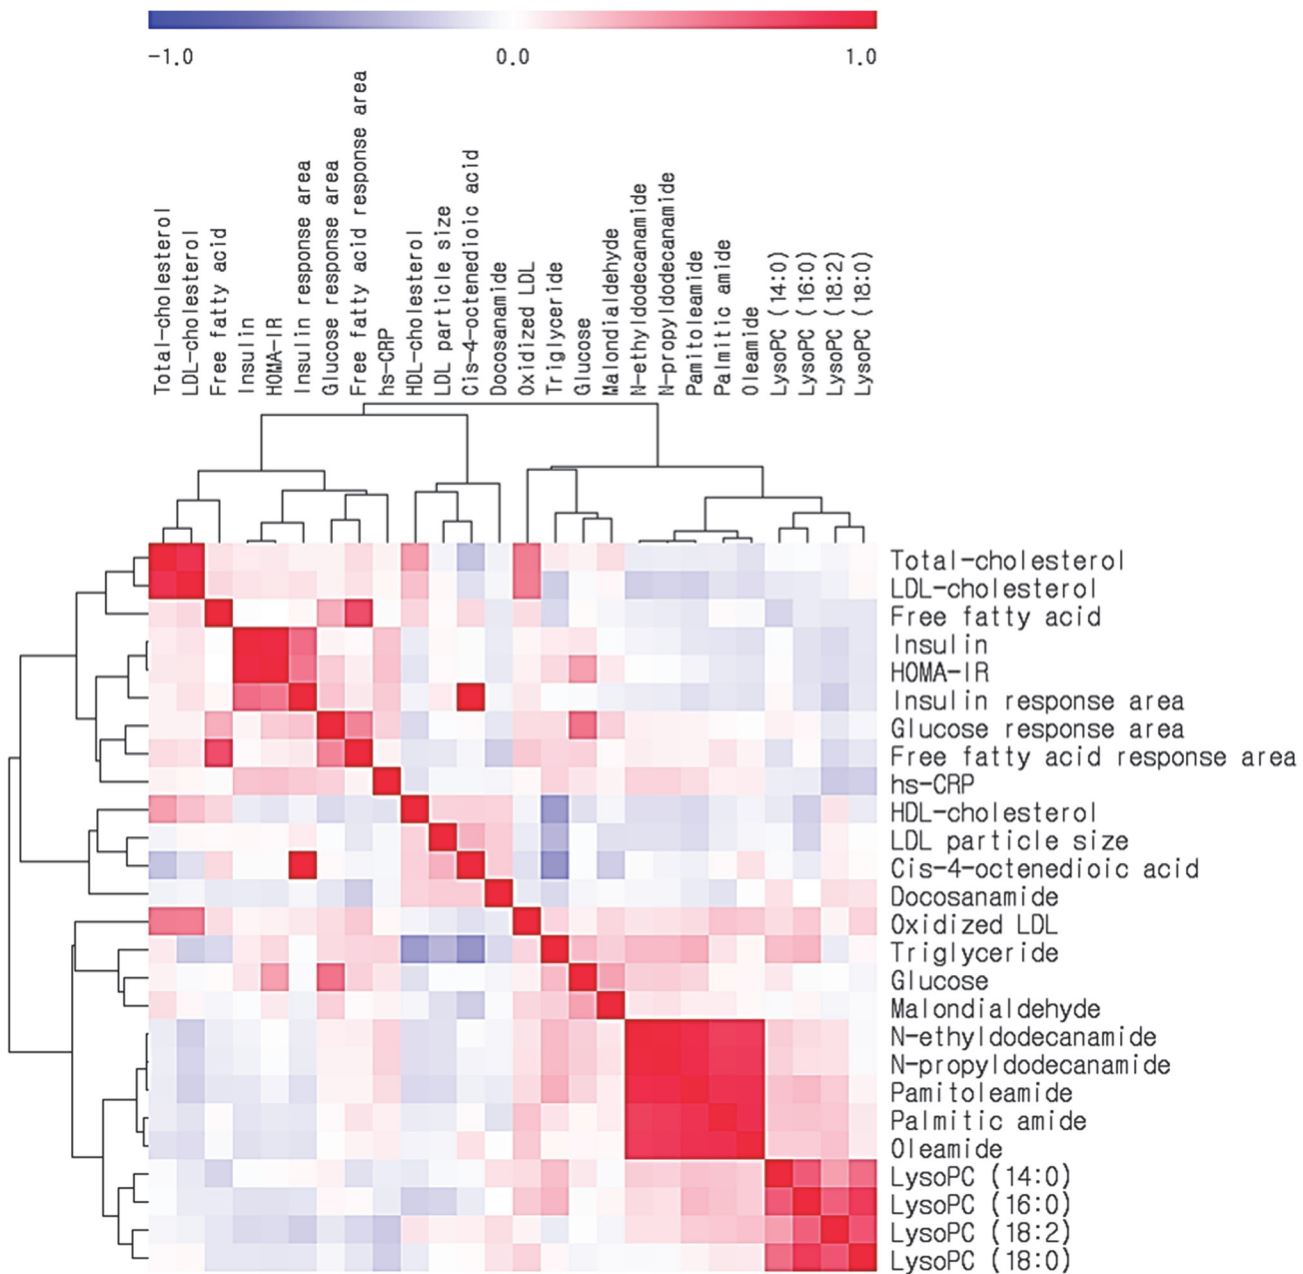 -1.0 0.0 1.0
Total-cholesterol
LDL-cholesterol
Free fatty acid
Insulin
HOMA-IR
Insulin response area
Glucose response area
Free fatty acid response area
hs-CRP
HDL-cholesterol
LDL particle size
Cis-4-octenedioic acid
Docosanamide
Oxidized LDL
Triglyceride
Glucose
Malondialdehyde
N-ethyldodecanamide
N-propyldodecanamide
Pamitoleamide
Palmitic amide
Oleamide
LysoPC (14:0)
LysoPC (16:0)
LysoPC (18:2)
LysoPC (18:0)
Total-cholesterol
LDL-cholesterol
Free fatty acid
Insulin
HOMA-IR
Insulin response area
Glucose response area
Free fatty acid response area
hs-CRP
HDL-cholesterol
LDL particle size
Cis-4-octenedioic acid
Docosanamide
Oxidized LDL
Triglyceride
Glucose
Malondialdehyde
N-ethyldodecanamide
N-propyldodecanamide
Pamitoleamide
Palmitic amide
Oleamide
LysoPC (14:0)
LysoPC (16:0)
LysoPC (18:2)
LysoPC (18:0)